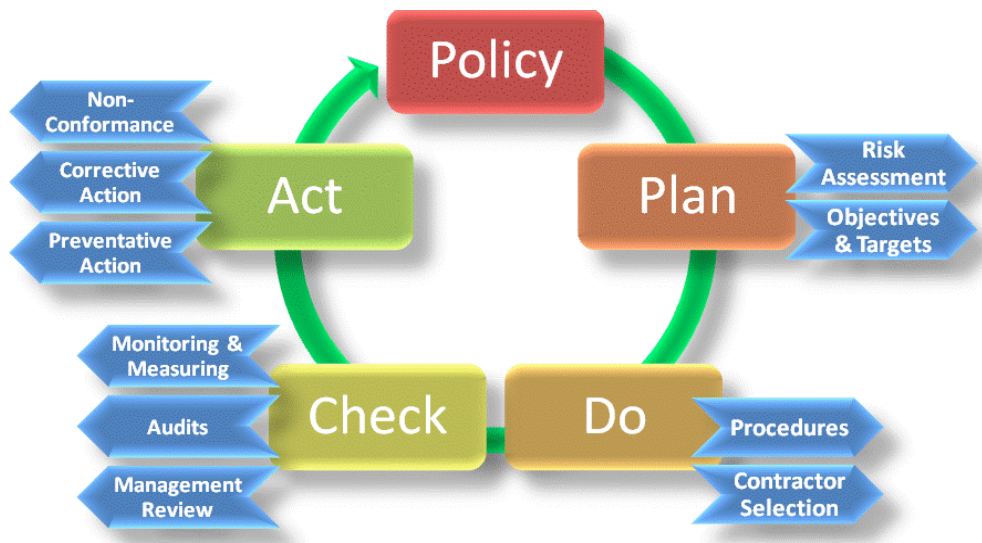 Policy
Plan
Risk
Assessment
Objectives
& Targets
Do
Procedures
Contractor
Selection
Check
Monitoring &
Measuring
Audits
Management
Review
Act
Non-
Conformance
Corrective
Action
Preventative
Action